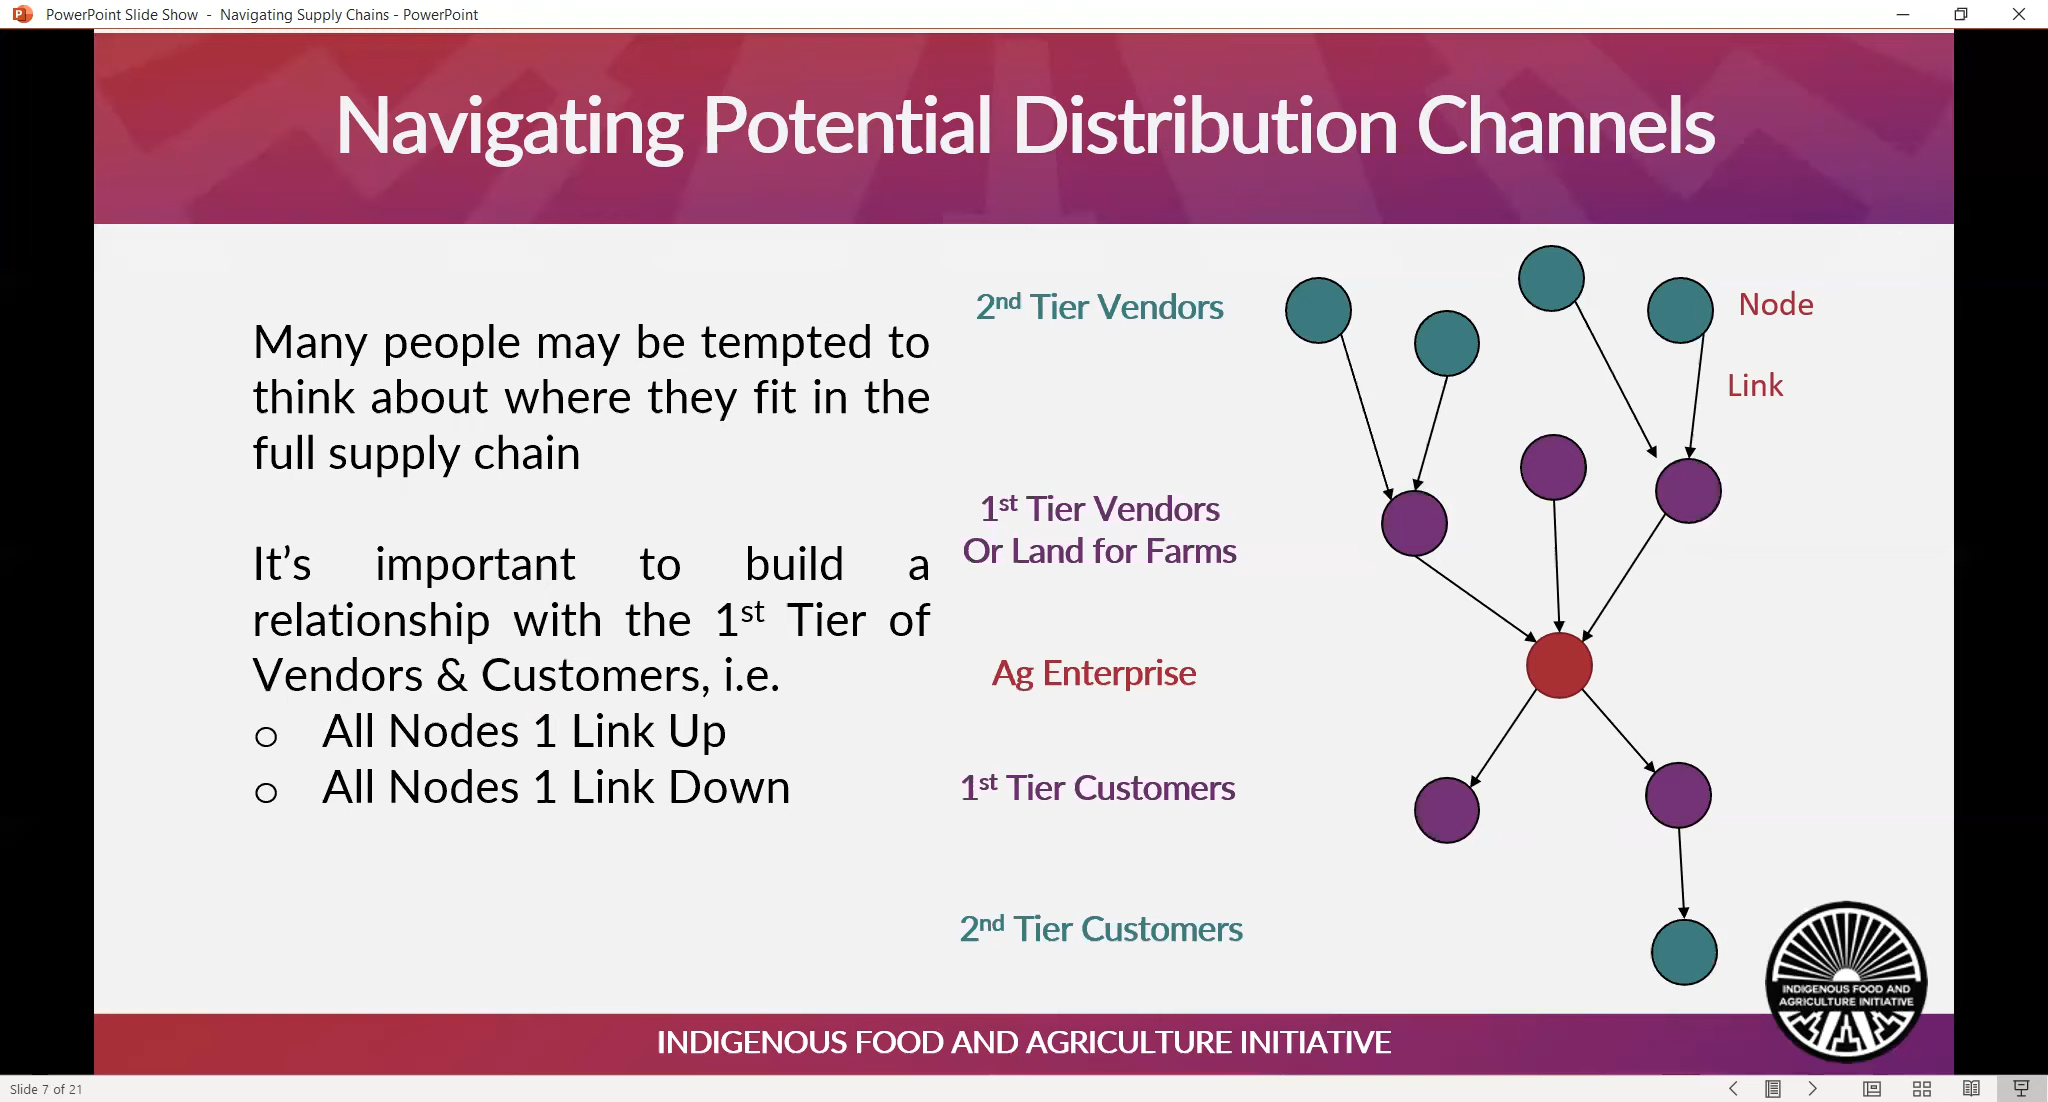 PowerPoint Slide Show - Navigating Supply Chains - PowerPoint
Navigating Potential Distribution Channels
Many people may be tempted to
think about where they fit in the
full supply chain
It's important to build a
relationship with the 1st Tier of
Vendors & Customers, i.e.
o All Nodes 1 Link Up
o All Nodes 1 Link Down
2nd Tier Vendors
Node
Link
1st Tier Vendors
Or Land for Farms
Ag Enterprise
1st Tier Customers
2nd Tier Customers
INDIGENOUS FOOD AND
AGRICULTURE INITIATIVE
INDIGENOUS FOOD AND AGRICULTURE INITIATIVE
Slide 7 of 21